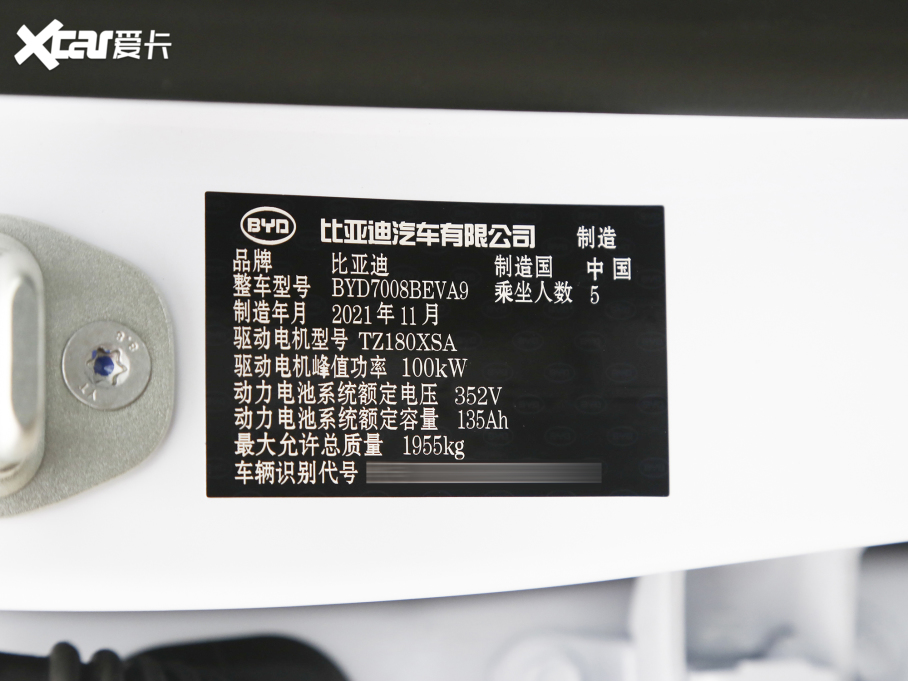 Xcar爱卡
BYD 比亚迪汽车有限公司 制造
品牌 比亚迪 制造国 中国
整车型号 BYD7008BEVA9 乘坐人数 5
制造年月 2021年11月
驱动电机型号 TZ180XSA
驱动电机峰值功率 100kW
动力电池系统额定电压 352V
动力电池系统额定容量 135Ah
最大允许总质量 1955kg
车辆识别代号
8.8